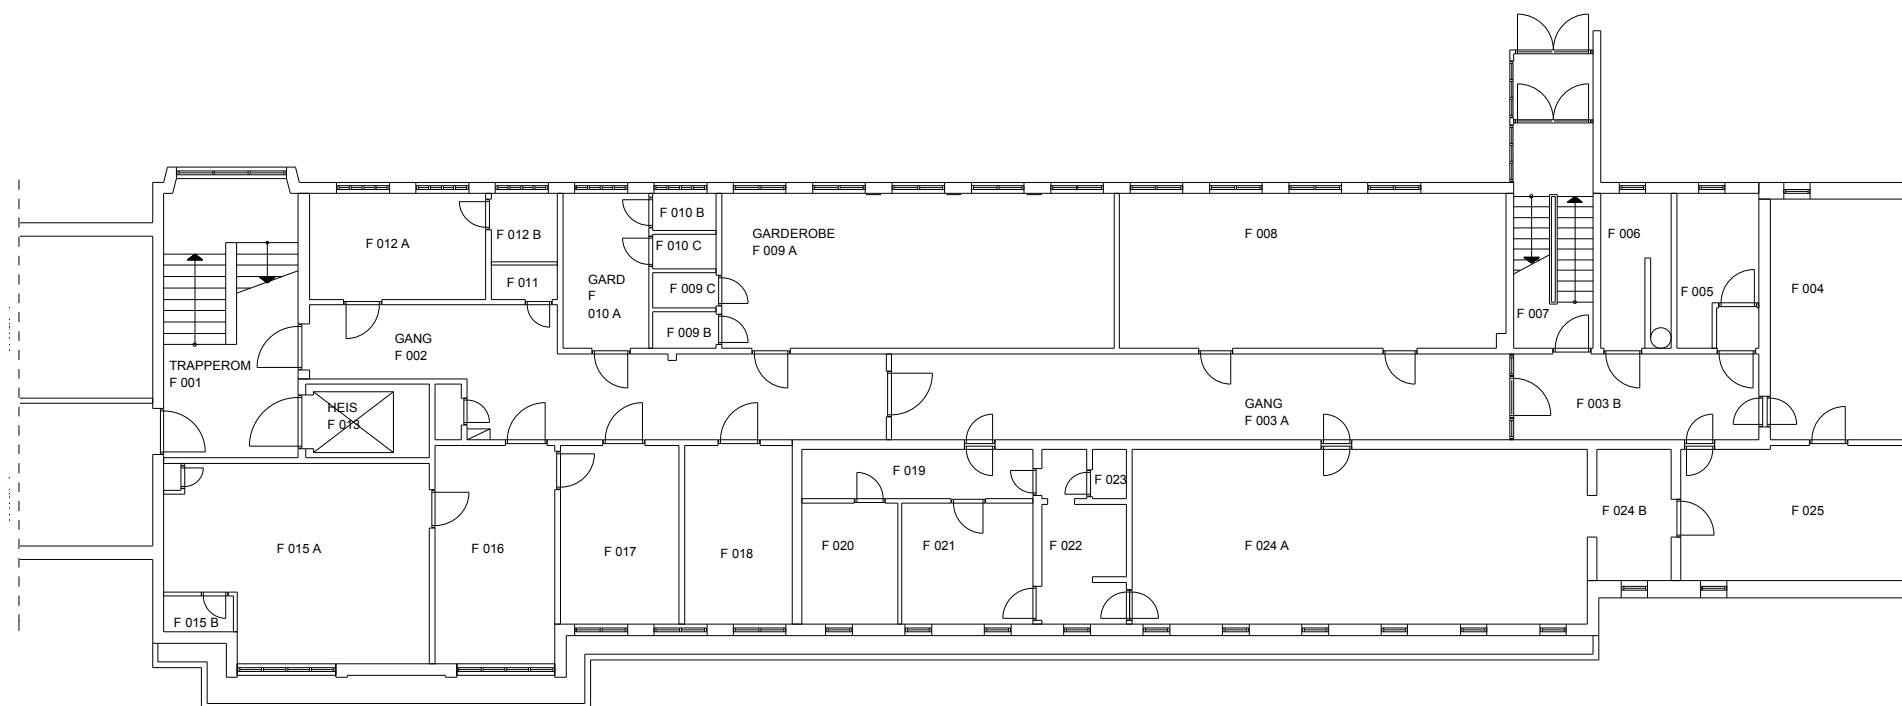 F 012 A
F 012 B
F 011
GARD
F
010 A
F 010 B
F 010 C
F 009 C
F 009 B
GARDEROBE
F 009 A
F 008
F 007
F 006
F 005
F 004
TRAPPEROM
F 001
GANG
F 002
HEIS
F 013
GANG
F 003 A
F 003 B
F 015 A
F 015 B
F 016
F 017
F 018
F 019
F 020
F 021
F 022
F 023
F 024 A
F 024 B
F 025